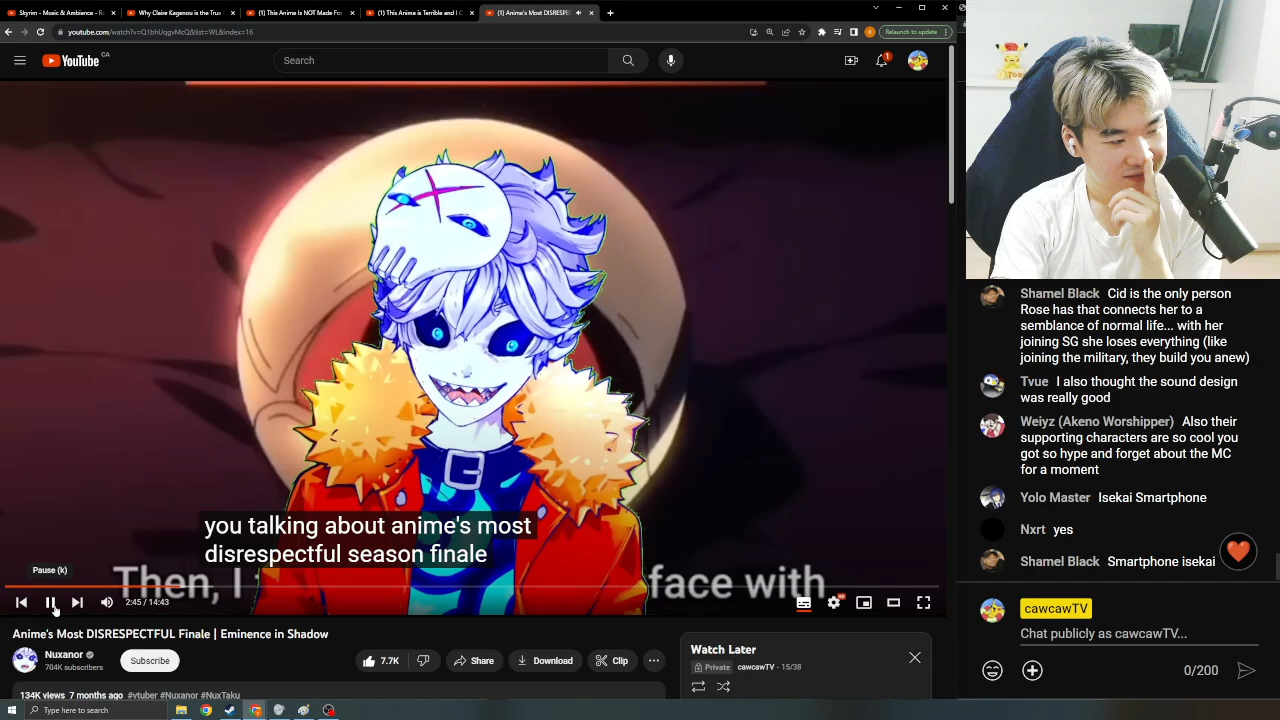 Slgrim - Music & Ambience - Re
Why Claire Kagenou is the True
(1) This Anime Is NOT Made For
(1) This Anime is Terrible and I C
(1) Anime's Most DISRESPEC
youtube.com/watch?v=Q1bhUqgvMcQ&list=WL&index=16
Relaunch to update
YouTube CA
Search
1
you talking about anime's most
disrespectful season finale
Then, I
face with
Pause (k)
2:45 / 14:43
Anime's Most DISRESPECTFUL Finale | Eminence in Shadow
Nuxanor
704K subscribers
Subscribe
7.7K
Share
Download
Clip
134K views 7 months ago #vtuber #Nuxanor #NuxTaku
Watch Later
Private cawcawTV - 15/38
Type here to search
Shamel Black Cid is the only person
Rose has that connects her to a
semblance of normal life... with her
joining SG she loses everything (like
joining the military, they build you anew)
Tvue I also thought the sound design
was really good
Weiyz (Akeno Worshipper) Also their
supporting characters are so cool you
got so hype and forget about the MC
for a moment
Yolo Master Isekai Smartphone
Nxrt yes
Shamel Black Smartphone isekai
cawcawTV
Chat publicly as cawcawTV...
0/200